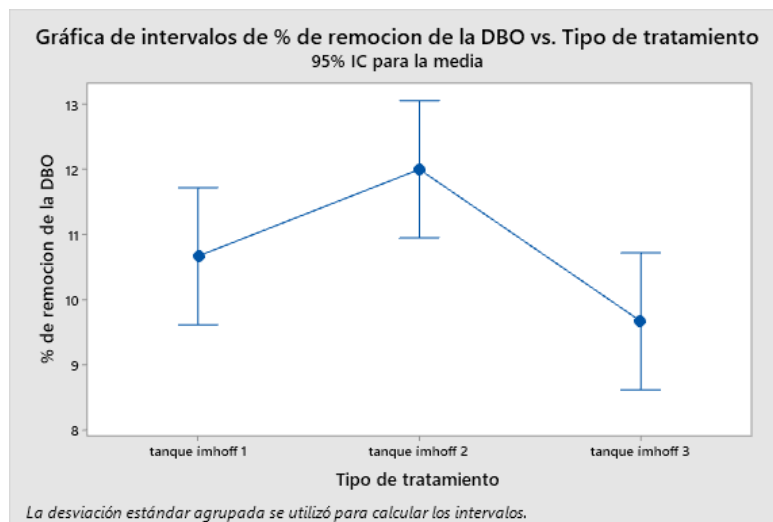 Gráfica de intervalos de % de remocion de la DBO vs. Tipo de tratamiento
95% IC para la media
% de remocion de la DBO
13
12
11
10
9
8
tanque imhoff 1
tanque imhoff 2
tanque imhoff 3
Tipo de tratamiento
La desviación estándar agrupada se utilizó para calcular los intervalos.